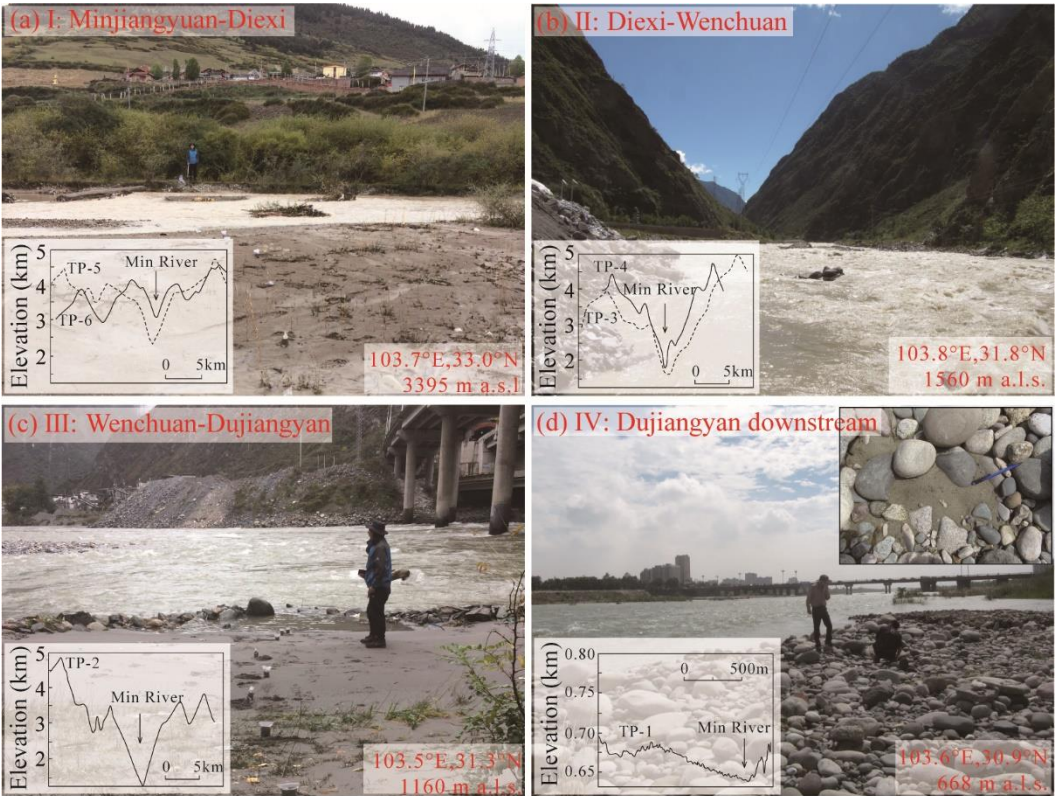 (a) I: Minjiangyuan-Diexi
Elevation (km)
5
4
3
2
TP-5
Min River
TP-6
0 5km
103.7°E,33.0°N
3395 m a.s.l
(b) II: Diexi-Wenchuan
Elevation (km)
5
4
3
2
TP-4
Min River
TP-3
0 5km
103.8°E,31.8°N
1560 m a.l.s.
(c) III: Wenchuan-Dujiangyan
Elevation (km)
5
4
3
2
TP-2
Min River
0 5km
103.5°E,31.3°N
1160 m a.l.s.
(d) IV: Dujiangyan downstream
Elevation (km)
0.80
0.75
0.70
0.65
0 500m
TP-1
Min River
103.6°E,30.9°N
668 m a.l.s.